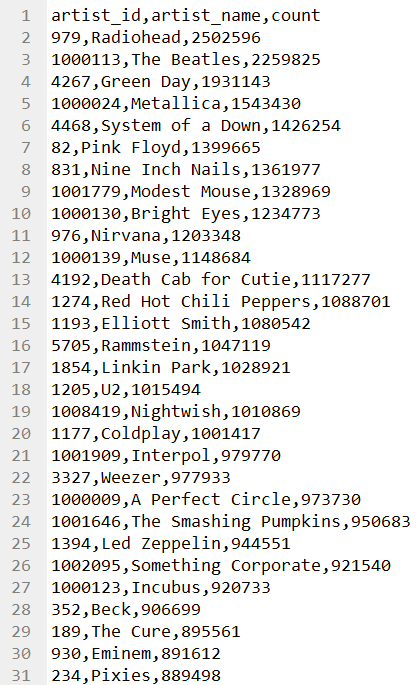 1 artist_id,artist_name,count
2 979,Radiohead,2502596
3 1000113,The Beatles,2259825
4 4267,Green Day,1931143
5 1000024,Metallica,1543430
6 4468,System of a Down,1426254
7 82,Pink Floyd,1399665
8 831,Nine Inch Nails,1361977
9 1001779,Modest Mouse,1328969
10 1000130,Bright Eyes,1234773
11 976,Nirvana,1203348
12 1000139,Muse,1148684
13 4192,Death Cab for Cutie,1117277
14 1274,Red Hot Chili Peppers,1088701
15 1193,Elliott Smith,1080542
16 5705,Rammstein,1047119
17 1854,Linkin Park,1028921
18 1205,U2,1015494
19 1008419,Nightwish,1010869
20 1177,Coldplay,1001417
21 1001909,Interpol,979770
22 3327,Weezer,977933
23 1000009,A Perfect Circle,973730
24 1001646,The Smashing Pumpkins,950683
25 1394,Led Zeppelin,944551
26 1002095,Something Corporate,921540
27 1000123,Incubus,920733
28 352,Beck,906699
29 189,The Cure,895561
30 930,Eminem,891612
31 234,Pixies,889498